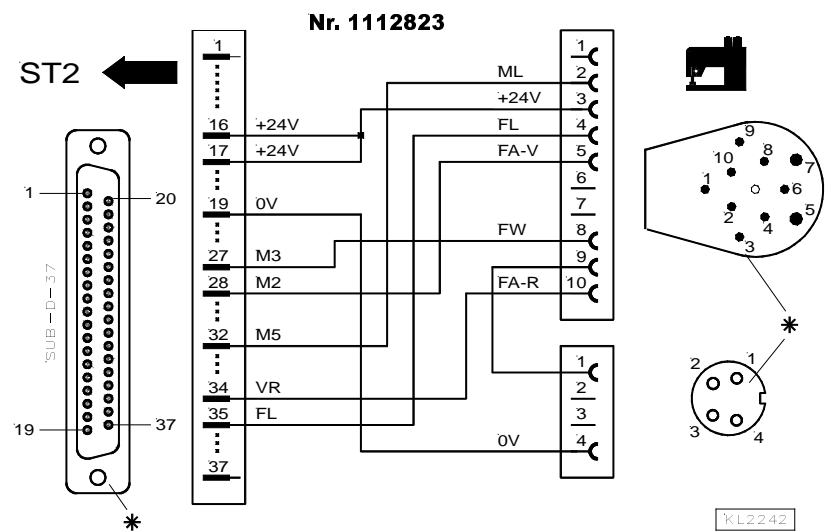 Nr. 1112823
ST2
1
16 +24V
17 +24V
19 0V
27 M3
28 M2
32 M5
34 VR
35 FL
37
1
ML 2
+24V 3
FL 4
FA-V 5
6
7
FW 8
9
FA-R 10
1
2
3
0V 4
1
20
SUB-D-37
19
37
*
9
8
7
10
1
6
2
4
5
3
*
2
1
3
4
KL2242